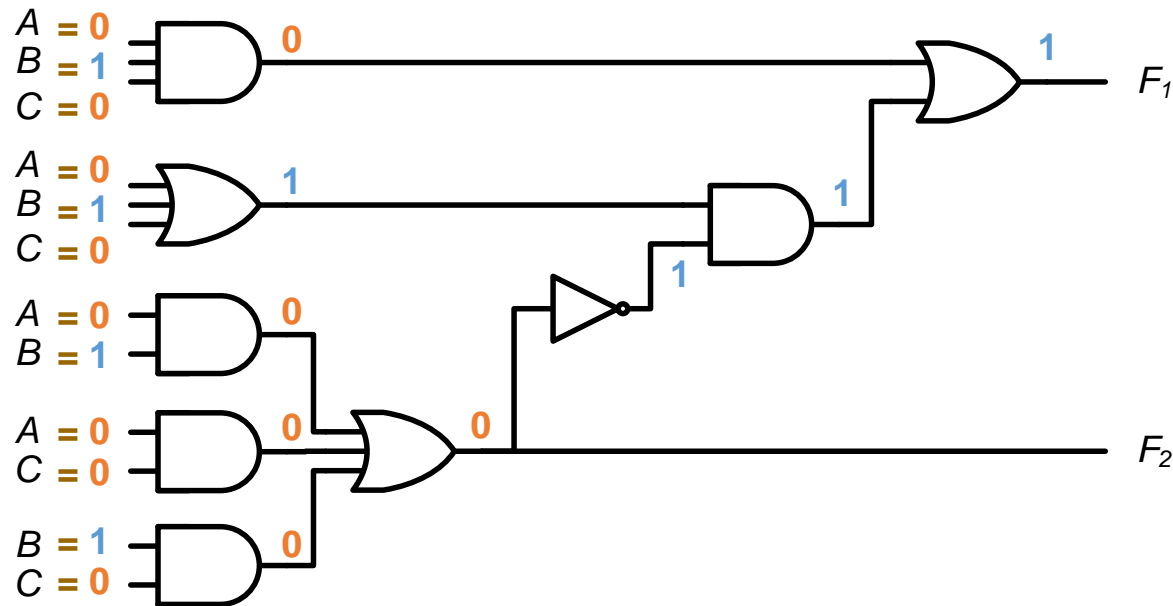 A = 0
0
1
B = 1
F1
C = 0
A = 0
1
B = 1
1
C = 0
1
A = 0
0
B = 1
A = 0
0
0
C = 0
F2
B = 1
0
C = 0